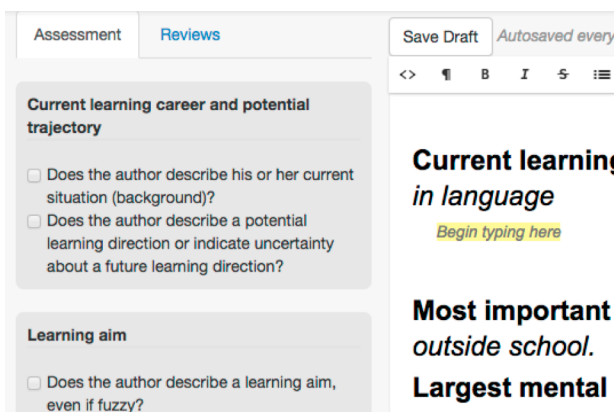 Assessment
Reviews
Current learning career and potential
trajectory
Does the author describe his or her current
situation (background)?
Does the author describe a potential
learning direction or indicate uncertainty
about a future learning direction?
Learning aim
Does the author describe a learning aim,
even if fuzzy?
Save Draft
Autosaved every
<> ¶ B I S
Current learning
in language
Begin typing here
Most important
outside school.
Largest mental